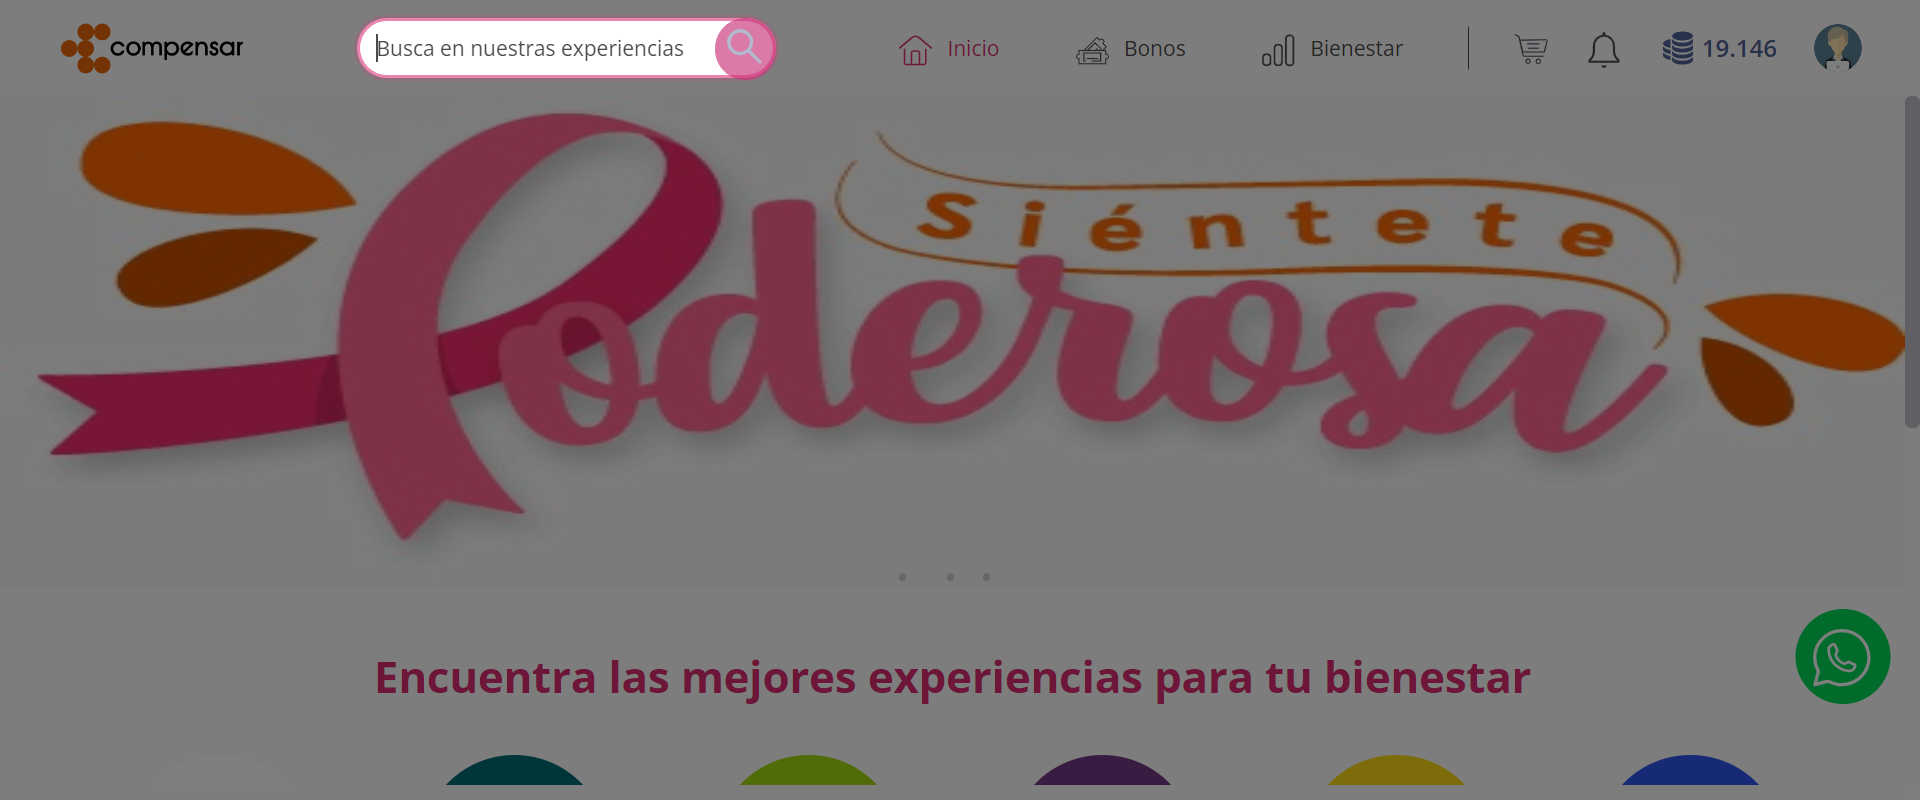 compensar
Busca en nuestras experiencias
Inicio
Bonos
Bienestar
19.146
Siéntete
Poderosa
Encuentra las mejores experiencias para tu bienestar